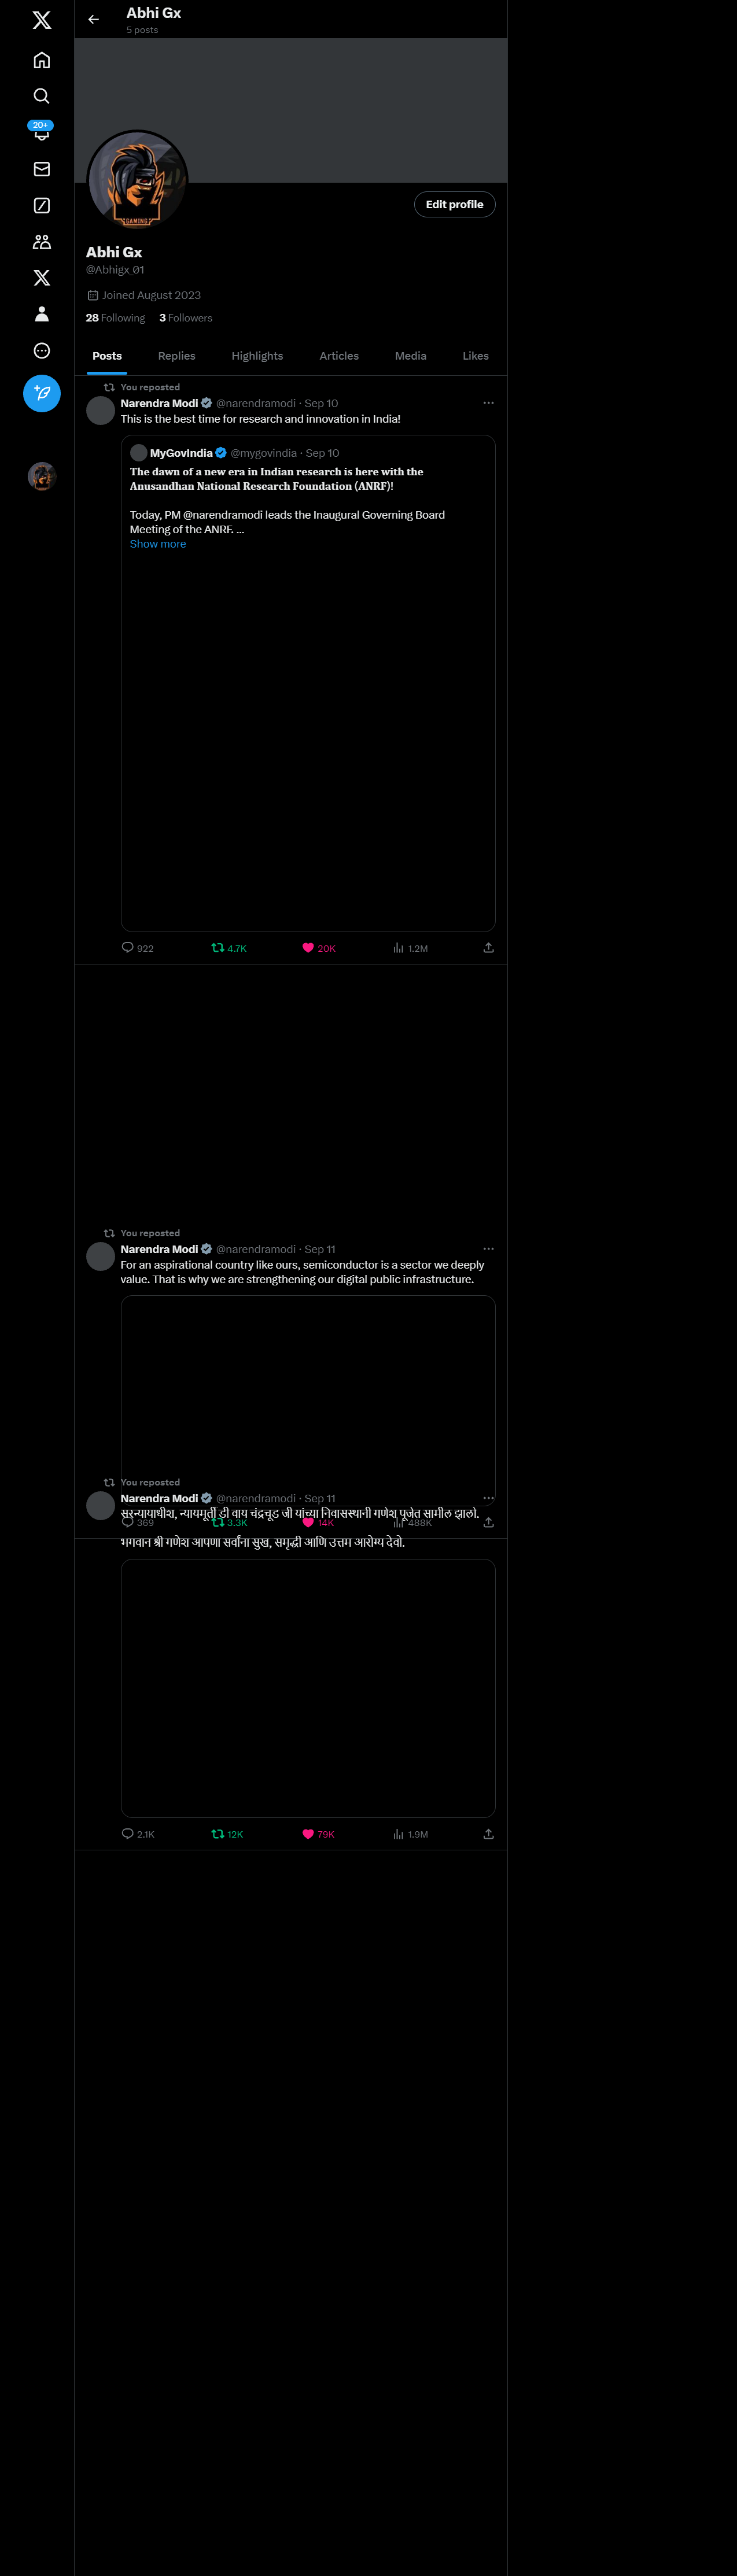 Abhi Gx
5 posts
20+
GAMING
Edit profile
Abhi Gx
@Abhigx_01
Joined August 2023
28 Following 3 Followers
Posts Replies Highlights Articles Media Likes
You reposted
Narendra Modi @narendramodi · Sep 10
This is the best time for research and innovation in India!
MyGovIndia @mygovindia · Sep 10
The dawn of a new era in Indian research is here with the
Anusandhan National Research Foundation (ANRF)!
Today, PM @narendramodi leads the Inaugural Governing Board
Meeting of the ANRF. ...
Show more
922 4.7K 20K 1.2M
You reposted
Narendra Modi @narendramodi · Sep 11
For an aspirational country like ours, semiconductor is a sector we deeply
value. That is why we are strengthening our digital public infrastructure.
You reposted
Narendra Modi @narendramodi · Sep 11
सरन्यायाधीश, न्यायमूर्ती डी वाय चंद्रचूड जी यांच्या निवासस्थानी गणेश पूजेत सामील झालो.
369 3.3K 14K 488K
भगवान श्री गणेश आपणा सर्वांना सुख, समृद्धी आणि उत्तम आरोग्य देवो.
2.1K 12K 79K 1.9M